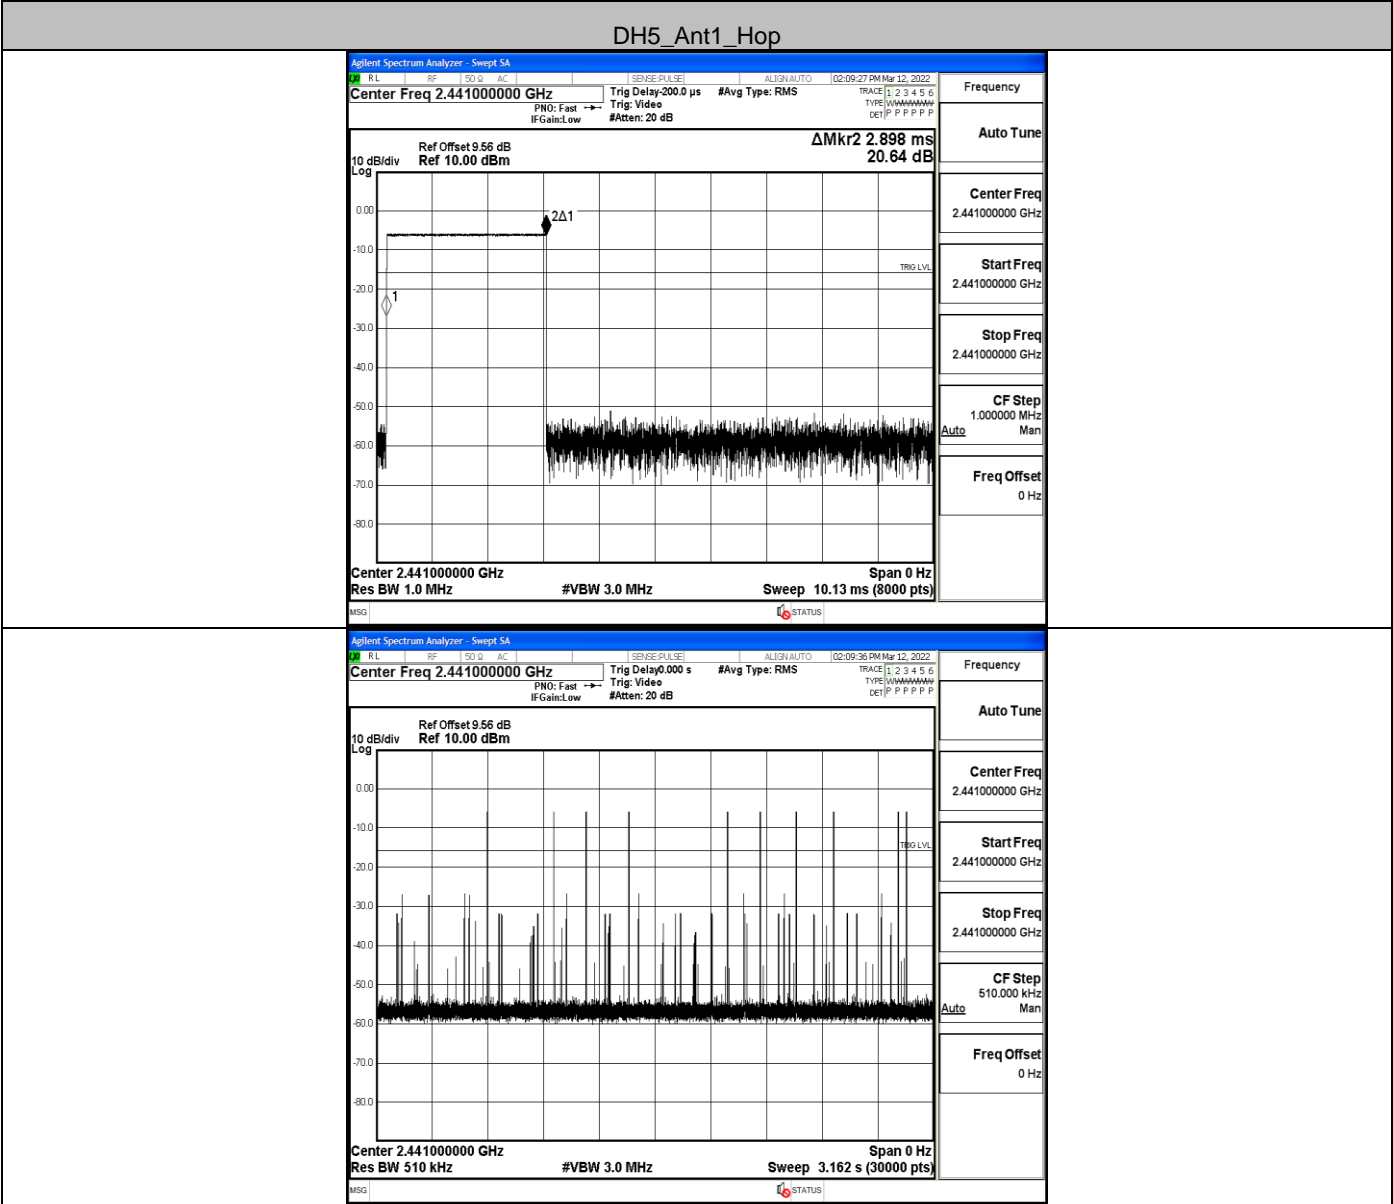 DH5_Ant1_Hop
Agilent Spectrum Analyzer - Swept SA
LXI RL RF 50 Ω AC SENSE:PULSE ALIGN AUTO 02:09:27 PM Mar 12, 2022
Center Freq 2.441000000 GHz
PNO: Fast
IFGain:Low
Trig Delay-200.0 µs
Trig: Video
#Atten: 20 dB
#Avg Type: RMS
TRACE 1 2 3 4 5 6
TYPE
DET P P P P P P
ΔMkr2 2.898 ms
20.64 dB
Ref Offset 9.56 dB
10 dB/div Ref 10.00 dBm
Log
0.00
-10.0
-20.0
-30.0
-40.0
-50.0
-60.0
-70.0
-80.0
2Δ1
1
TRIG LVL
Center 2.441000000 GHz Span 0 Hz
Res BW 1.0 MHz #VBW 3.0 MHz Sweep 10.13 ms (8000 pts)
MSG STATUS
Frequency
Auto Tune
Center Freq
2.441000000 GHz
Start Freq
2.441000000 GHz
Stop Freq
2.441000000 GHz
CF Step
1.000000 MHz
Auto Man
Freq Offset
0 Hz
Agilent Spectrum Analyzer - Swept SA
LXI RL RF 50 Ω AC SENSE:PULSE ALIGN AUTO 02:09:36 PM Mar 12, 2022
Center Freq 2.441000000 GHz
PNO: Fast
IFGain:Low
Trig Delay0.000 s
Trig: Video
#Atten: 20 dB
#Avg Type: RMS
TRACE 1 2 3 4 5 6
TYPE
DET P P P P P P
Ref Offset 9.56 dB
10 dB/div Ref 10.00 dBm
Log
0.00
-10.0
-20.0
-30.0
-40.0
-50.0
-60.0
-70.0
-80.0
TRIG LVL
Center 2.441000000 GHz Span 0 Hz
Res BW 510 kHz #VBW 3.0 MHz Sweep 3.162 s (30000 pts)
MSG STATUS
Frequency
Auto Tune
Center Freq
2.441000000 GHz
Start Freq
2.441000000 GHz
Stop Freq
2.441000000 GHz
CF Step
510.000 kHz
Auto Man
Freq Offset
0 Hz